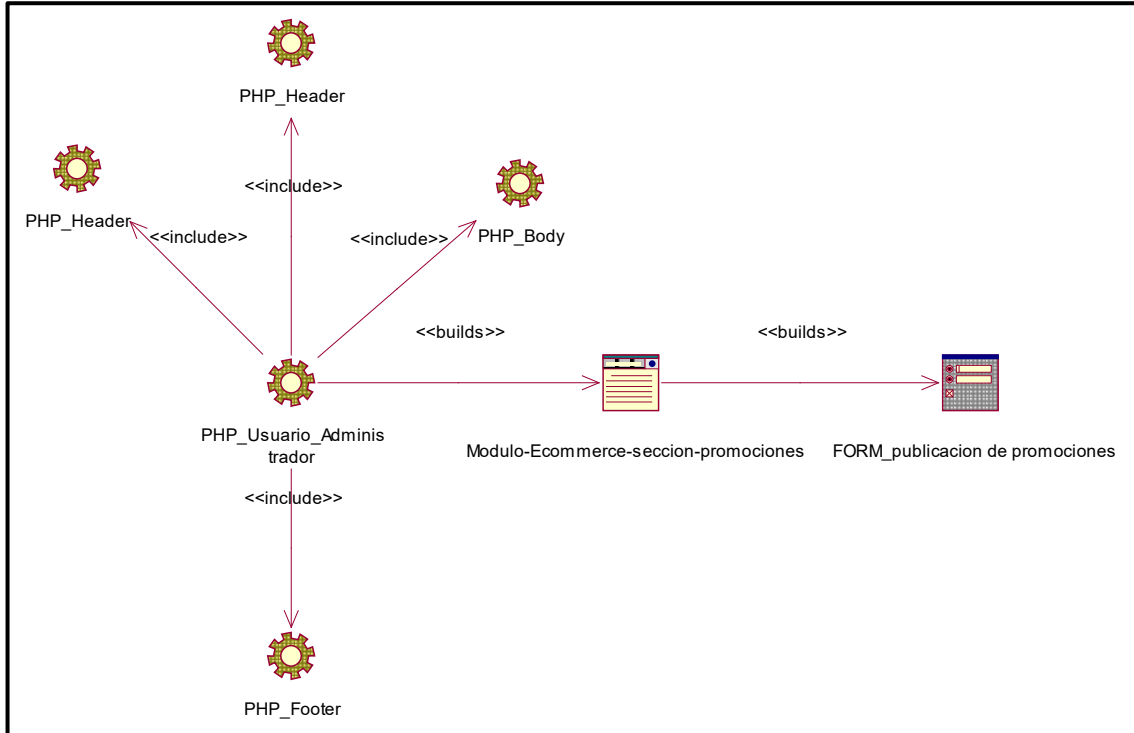 PHP_Header
<<include>>
PHP_Header
<<include>>
<<include>>
PHP_Body
<<builds>>
<<builds>>
PHP_Usuario_Adminis
trador
Modulo-Ecommerce-seccion-promociones
FORM_publicacion de promociones
<<include>>
PHP_Footer